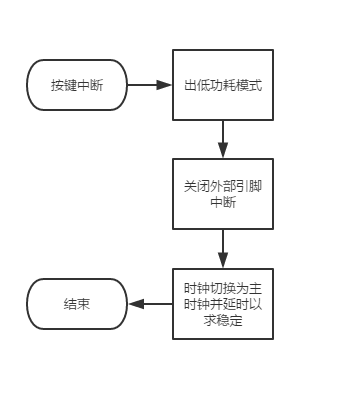 按键中断
出低功耗模式
关闭外部引脚
中断
时钟切换为主
时钟并延时以
求稳定
结束